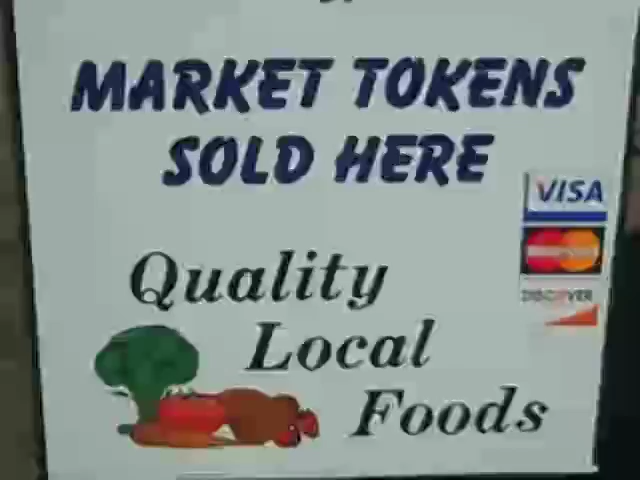 MARKET TOKENS
SOLD HERE
VISA
DISCOVER
Quality
Local
Foods